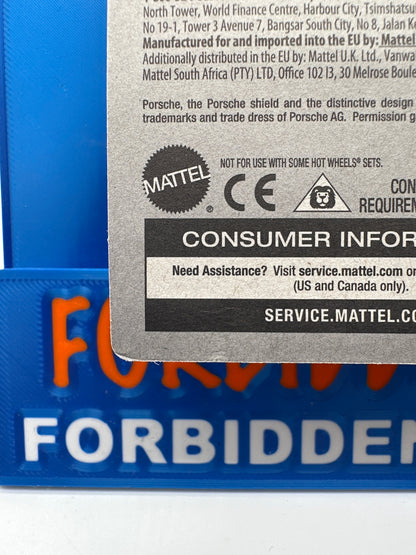 North Tower, World Finance Centre, Harbour City, Tsimshatsui
No 19-1, Tower 3 Avenue 7, Bangsar South City, No 8, Jalan
Manufactured for and imported into the EU by: Mattel
Additionally distributed in the EU by: Mattel U.K. Ltd., Vanwa
Mattel South Africa (PTY) LTD, Office 102 I3, 30 Melrose Boule
Porsche, the Porsche shield and the distinctive design
trademarks and trade dress of Porsche AG. Permission
NOT FOR USE WITH SOME HOT WHEELS® SETS.
MATTEL® CE
CON
REQUIREMEN
CONSUMER INFOR
Need Assistance? Visit service.mattel.com or
(US and Canada only).
SERVICE.MATTEL.CO
FORBIDD
FORBIDDEN